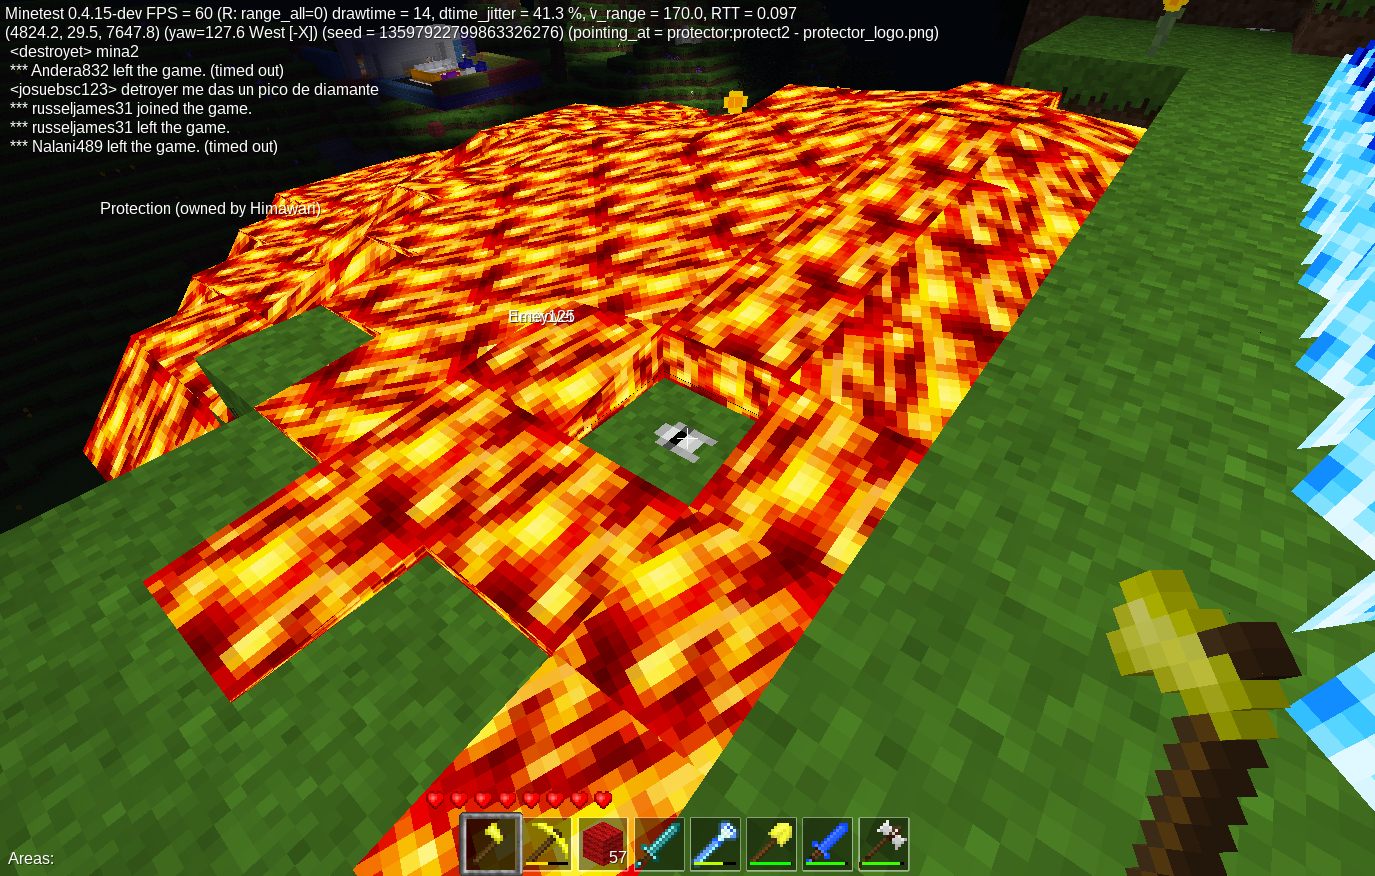 Minetest 0.4.15-dev FPS = 60 (R: range_all=0) drawtime = 14, dtime_jitter = 41.3 %, v_range = 170.0, RTT = 0.097
(4824.2, 29.5, 7647.8) (yaw=127.6 West [-X]) (seed = 13597922799863326276) (pointing_at = protector:protect2 - protector_logo.png)
<destroyet> mina2
*** Andera832 left the game. (timed out)
<josuebsc123> detroyer me das un pico de diamante
*** russeljames31 joined the game.
*** russeljames31 left the game.
*** Nalani489 left the game. (timed out)
Protection (owned by Himawari)
57
Areas: